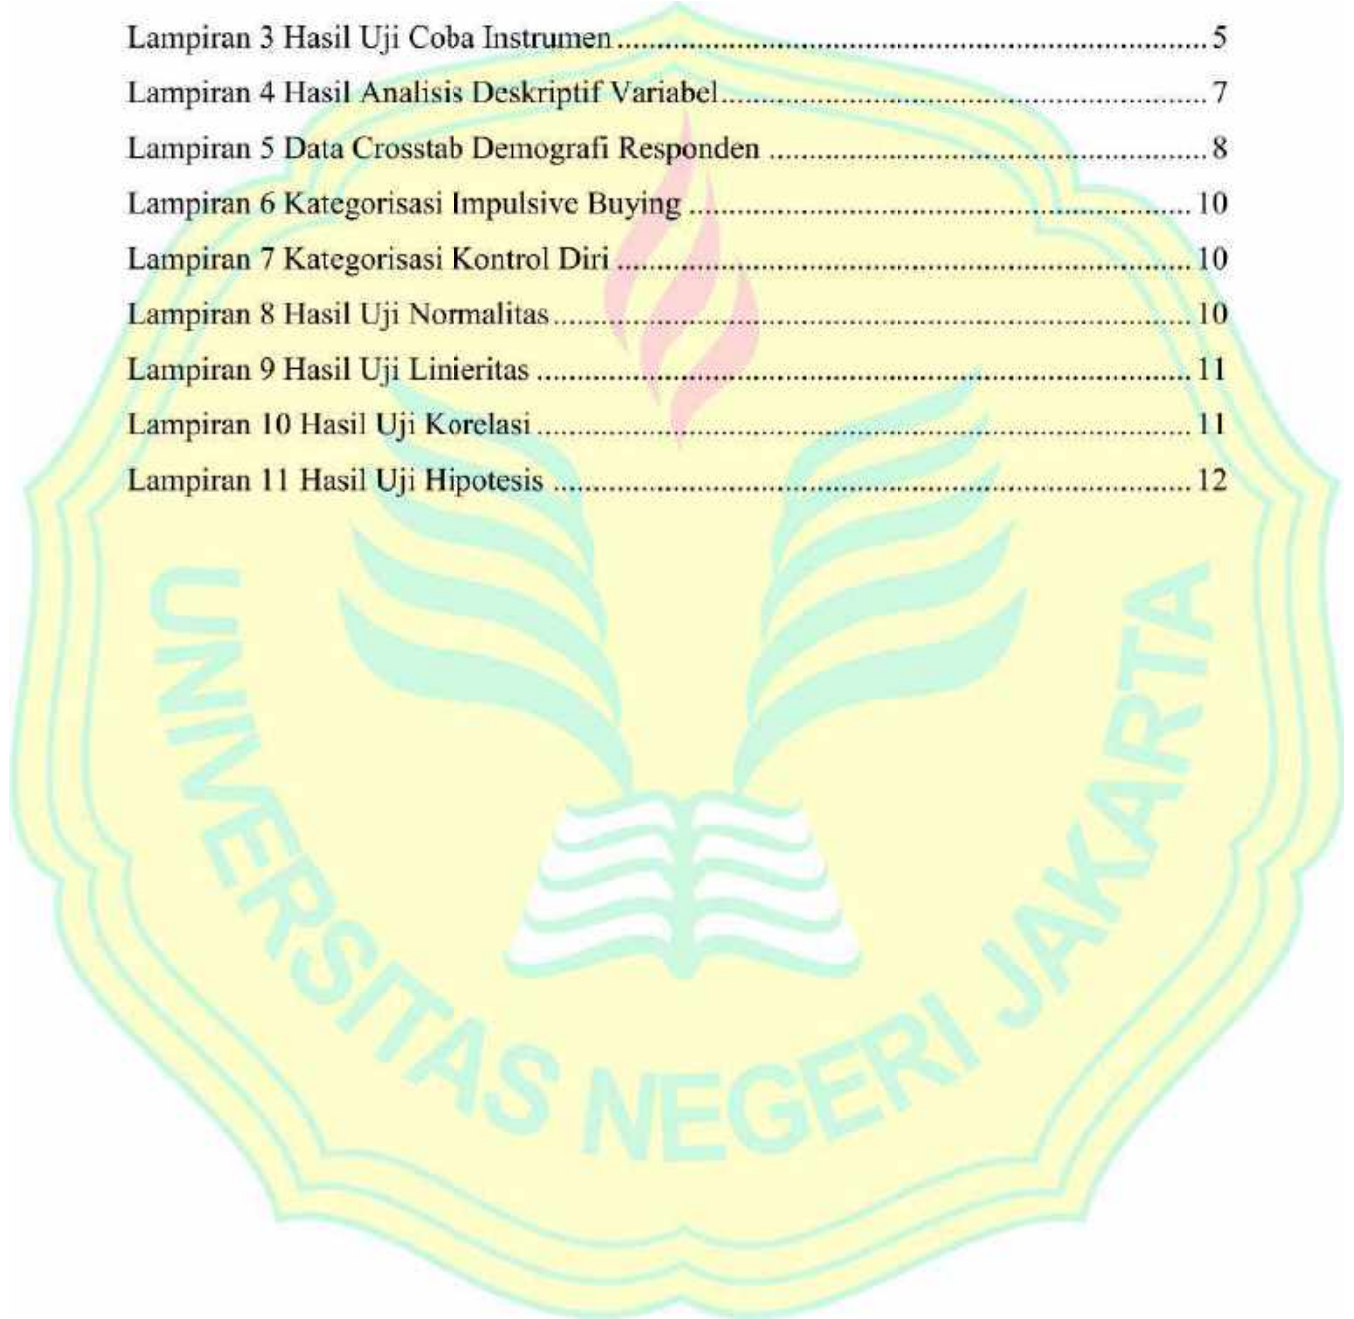 Lampiran 3 Hasil Uji Coba Instrumen ........................................................................ 5
Lampiran 4 Hasil Analisis Deskriptif Variabel ........................................................................ 7
Lampiran 5 Data Crosstab Demografi Responden ........................................................................ 8
Lampiran 6 Kategorisasi Impulsive Buying ........................................................................ 10
Lampiran 7 Kategorisasi Kontrol Diri ........................................................................ 10
Lampiran 8 Hasil Uji Normalitas ........................................................................ 10
Lampiran 9 Hasil Uji Linieritas ........................................................................ 11
Lampiran 10 Hasil Uji Korelasi ........................................................................ 11
Lampiran 11 Hasil Uji Hipotesis ........................................................................ 12
UNIVERSITAS NEGERI JAKARTA